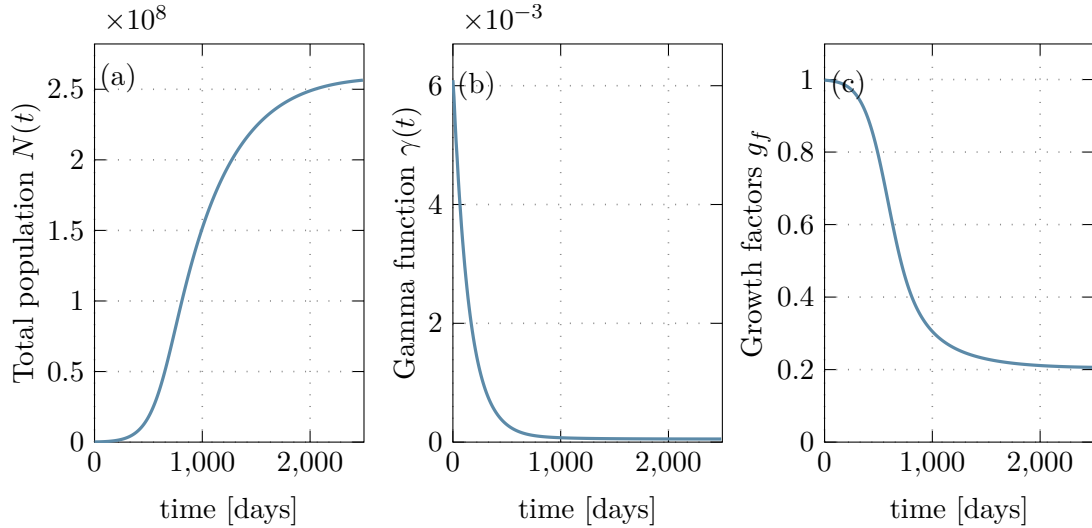 ×10⁸
(a)
Total population N(t)
2.5
2
1.5
1
0.5
0
0 1,000 2,000
time [days]
×10⁻³
(b)
Gamma function γ(t)
6
4
2
0
0 1,000 2,000
time [days]
(c)
Growth factors g_f
1
0.8
0.6
0.4
0.2
0
0 1,000 2,000
time [days]